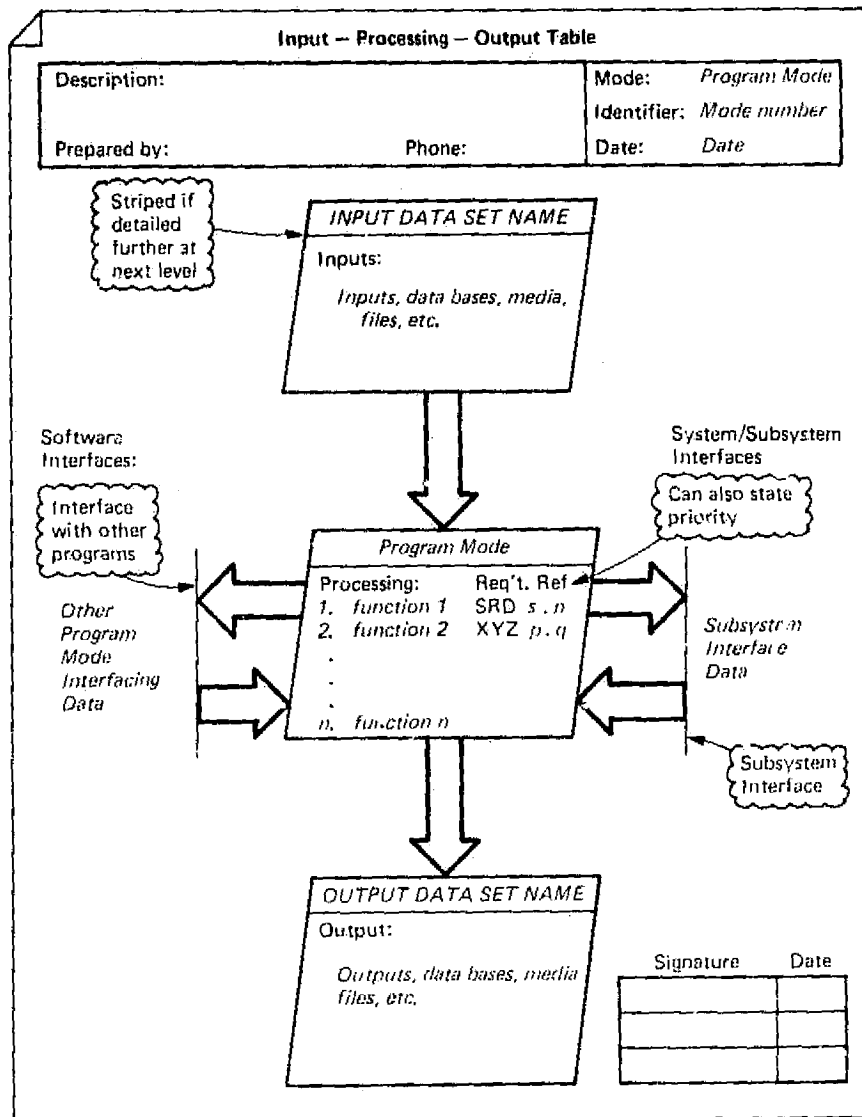 Input — Processing — Output Table
Description:
Prepared by: Phone:
Mode: Program Mode
Identifier: Mode number
Date: Date
Striped if
detailed
further at
next level
INPUT DATA SET NAME
Inputs:
Inputs, data bases, media,
files, etc.
Software
Interfaces:
System/Subsystem
Interfaces
Interface
with other
programs
Can also state
priority
Program Mode
Processing: Req't. Ref
1. function 1 SRD s.n
2. function 2 XYZ p.q
.
.
.
n. function n
Other
Program
Mode
Interfacing
Data
Subsystem
Interface
Data
Subsystem
Interface
OUTPUT DATA SET NAME
Output:
Outputs, data bases, media
files, etc.
Signature Date